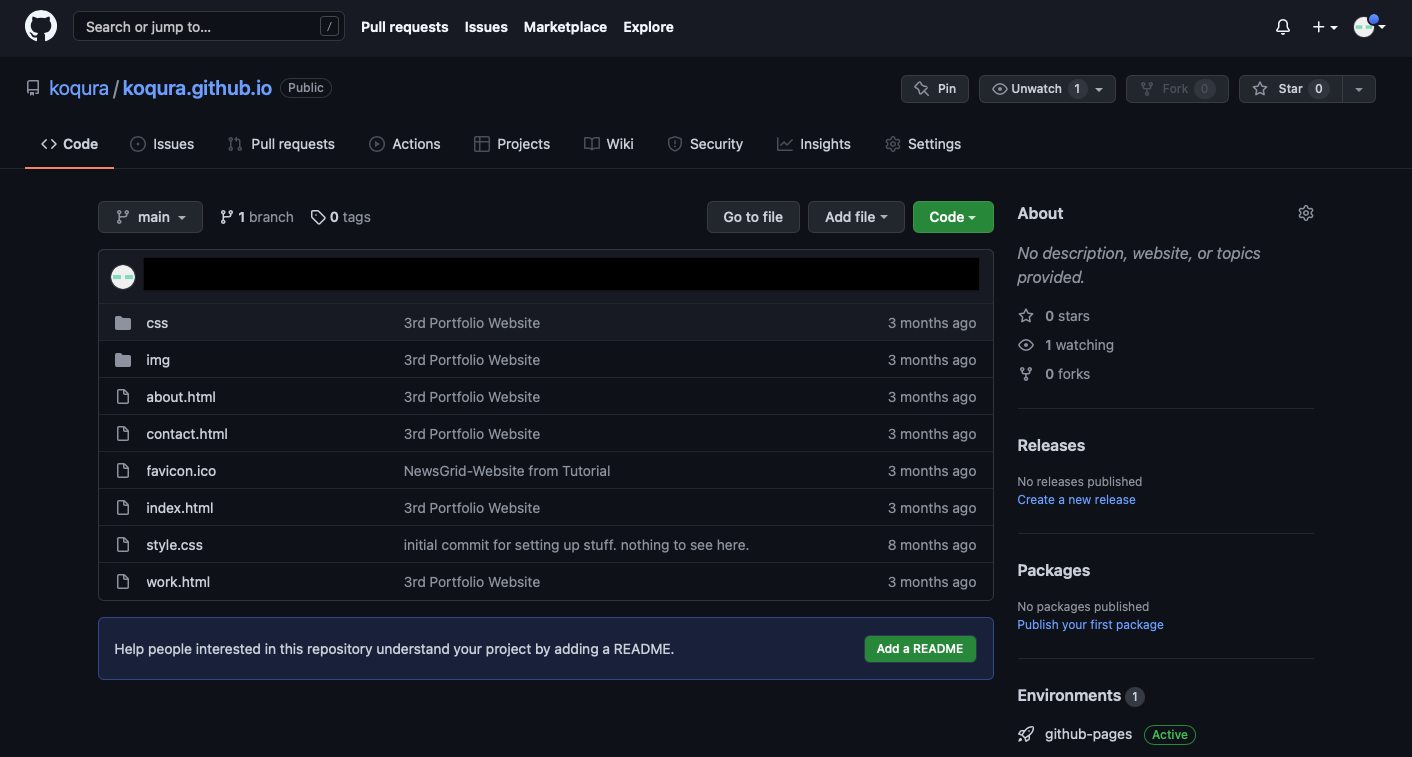 Search or jump to... /
Pull requests Issues Marketplace Explore
koqura / koqura.github.io Public
Pin Unwatch 1 Fork 0 Star 0
Code Issues Pull requests Actions Projects Wiki Security Insights Settings
main 1 branch 0 tags Go to file Add file Code
css 3rd Portfolio Website 3 months ago
img 3rd Portfolio Website 3 months ago
about.html 3rd Portfolio Website 3 months ago
contact.html 3rd Portfolio Website 3 months ago
favicon.ico NewsGrid-Website from Tutorial 3 months ago
index.html 3rd Portfolio Website 3 months ago
style.css initial commit for setting up stuff. nothing to see here. 8 months ago
work.html 3rd Portfolio Website 3 months ago
Help people interested in this repository understand your project by adding a README. Add a README
About
No description, website, or topics
provided.
0 stars
1 watching
0 forks
Releases
No releases published
Create a new release
Packages
No packages published
Publish your first package
Environments 1
github-pages Active